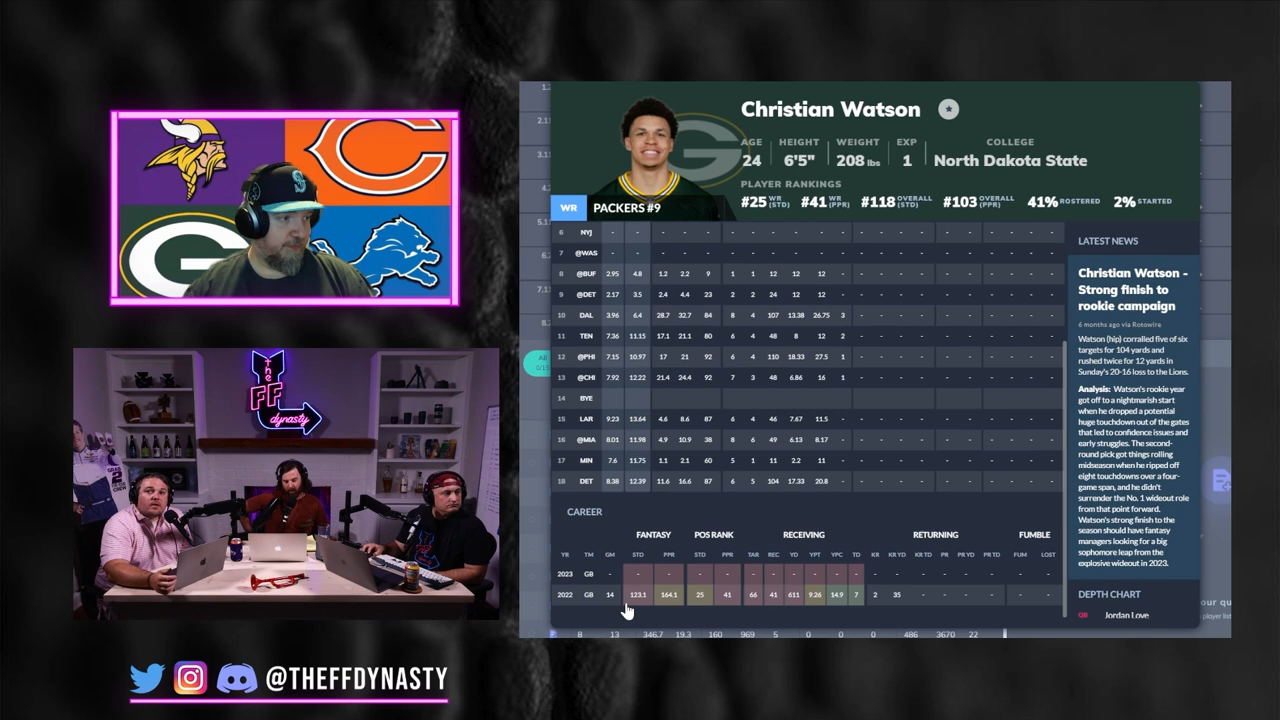 Christian Watson
AGE HEIGHT WEIGHT EXP COLLEGE
24 6'5" 208 lbs 1 North Dakota State
PLAYER RANKINGS
#25 WR (STD) #41 WR (PPR) #118 OVERALL (STD) #103 OVERALL (PPR) 41% ROSTERED 2% STARTED
WR PACKERS #9
6 NYJ - - - - - - - - - - - - - - - - - - - -
7 @WAS - - - - - - - - - - - - - - - - - - - -
8 @BUF 2.95 4.8 1.2 2.2 9 1 1 12 12 12 - - - - - - - - - -
9 @DET 2.17 3.5 2.4 4.4 23 2 2 24 12 12 - - - - - - - - - -
10 DAL 3.96 6.4 28.7 32.7 84 8 4 107 13.38 26.75 3 - - - - - - - - -
11 TEN 7.36 11.15 17.1 21.1 80 6 4 48 8 12 2 - - - - - - - - -
12 @PHI 7.15 10.97 17 21 92 6 4 110 18.33 27.5 1 - - - - - - - - -
13 @CHI 7.92 12.22 21.4 24.4 92 7 3 48 6.86 16 1 - - - - - - - - -
14 BYE
15 LAR 9.23 13.64 4.6 8.6 87 6 4 46 7.67 11.5 - - - - - - - - - -
16 @MIA 8.01 11.98 4.9 10.9 38 8 6 49 6.13 8.17 - - - - - - - - - -
17 MIN 7.6 11.75 1.1 2.1 60 5 1 11 2.2 11 - - - - - - - - - -
18 DET 8.38 12.39 11.6 16.6 87 6 5 104 17.33 20.8 - - - - - - - - - -
CAREER
FANTASY POS RANK RECEIVING RETURNING FUMBLE
YR TM GM STD PPR STD PPR TAR REC YD YPT YPC TD KR KR YD KR TD PR PR YD PR TD FUM LOST
2023 GB - - - - - - - - - - - - - - - - - - -
2022 GB 14 123.1 164.1 25 41 66 41 611 9.26 14.9 7 2 35 - - - - - -
8 13 346.7 19.3 160 969 5 0 0 0 486 3670 22
LATEST NEWS
Christian Watson -
Strong finish to
rookie campaign
6 months ago via Rotowire
Watson (hip) corralled five of six
targets for 104 yards and
rushed twice for 12 yards in
Sunday's 20-16 loss to the Lions.
Analysis: Watson's rookie year
got off to a nightmarish start
when he dropped a potential
huge touchdown out of the gates
that led to confidence issues and
early struggles. The second-
round pick got things rolling
midseason when he ripped off
eight touchdowns over a four-
game span, and he didn't
surrender the No. 1 wideout role
from that point forward.
Watson's strong finish to the
season should have fantasy
managers looking for a big
sophomore leap from the
explosive wideout in 2023.
DEPTH CHART
QB Jordan Love
the
FF
dynasty
@THEFFDYNASTY